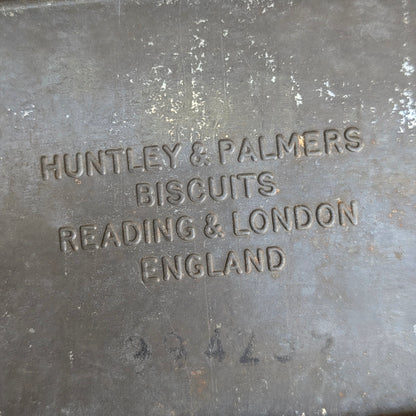 HUNTLEY & PALMERS
BISCUITS
READING & LONDON
ENGLAND